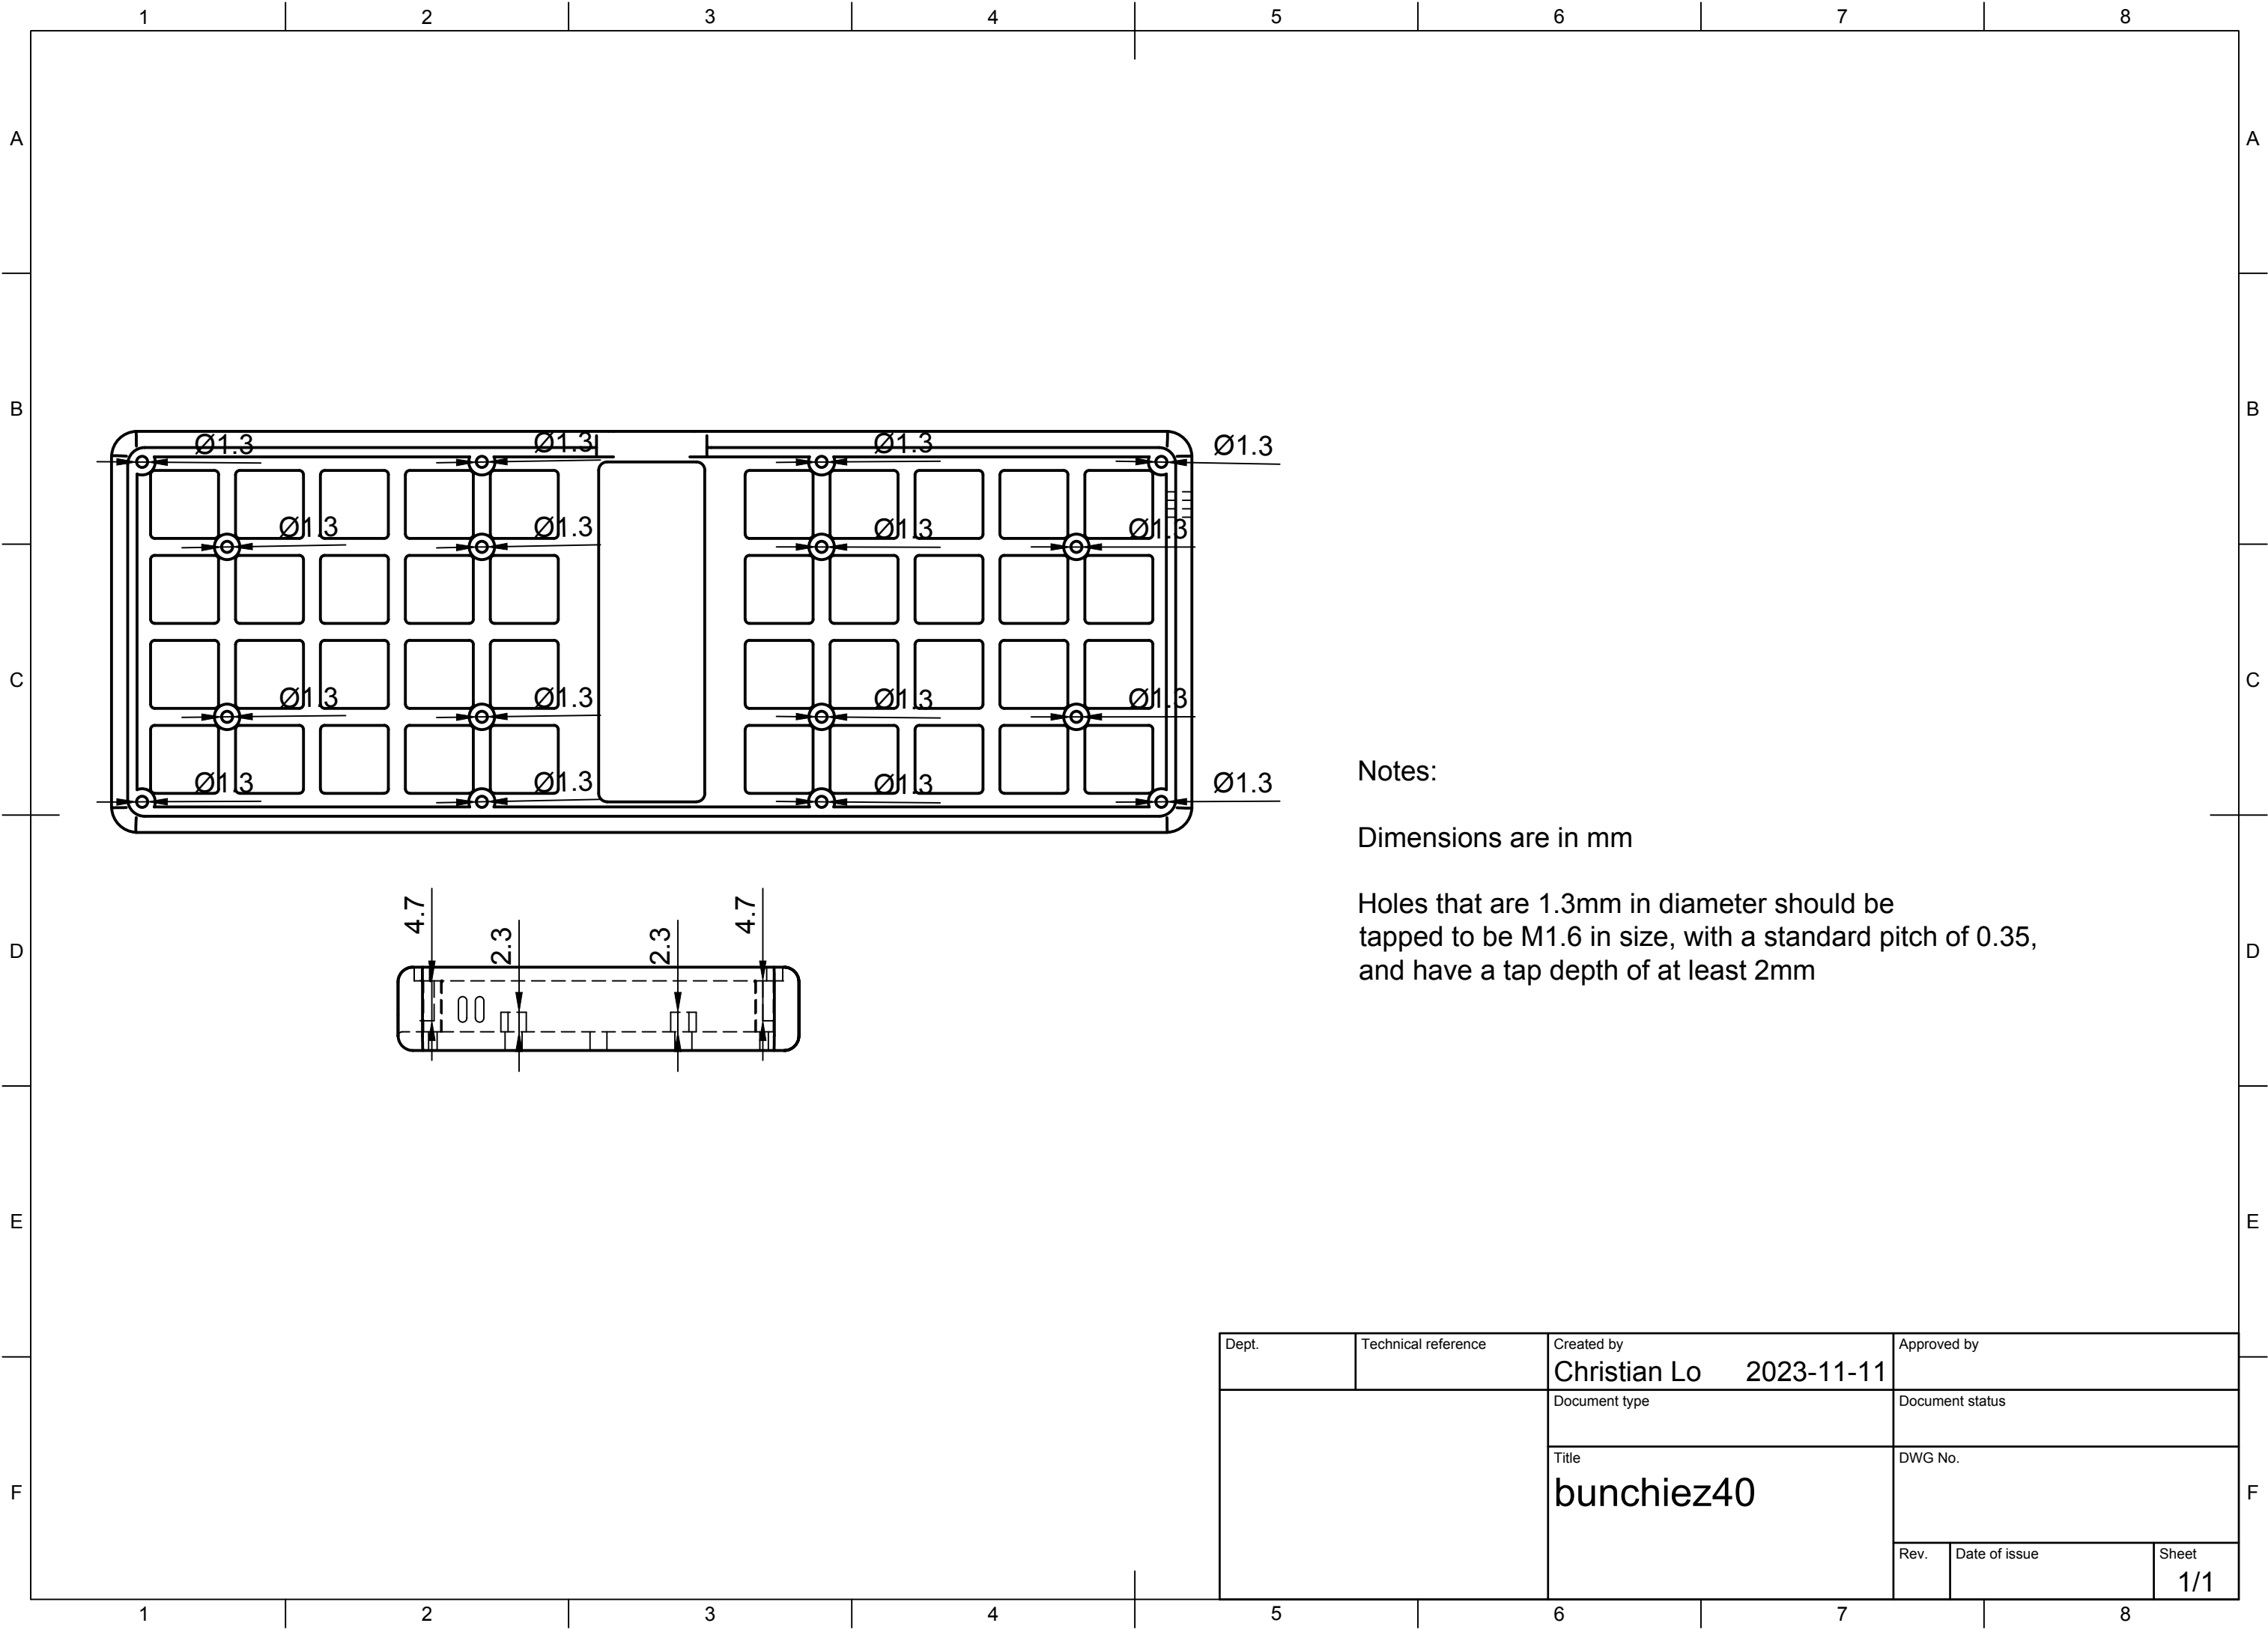 1 2 3 4 5 6 7 8
A A
B B
Ø1.3 Ø1.3 Ø1.3 Ø1.3
Ø1.3 Ø1.3 Ø1.3 Ø1.3
C C
Ø1.3 Ø1.3 Ø1.3 Ø1.3
Ø1.3 Ø1.3 Ø1.3 Ø1.3
Notes:
Dimensions are in mm
Holes that are 1.3mm in diameter should be
tapped to be M1.6 in size, with a standard pitch of 0.35,
and have a tap depth of at least 2mm
4.7 2.3 2.3 4.7
D D
E E
F F
Dept. Technical reference Created by Approved by
Christian Lo 2023-11-11
Document type Document status
Title DWG No.
bunchiez40
Rev. Date of issue Sheet
1/1
1 2 3 4 5 6 7 8